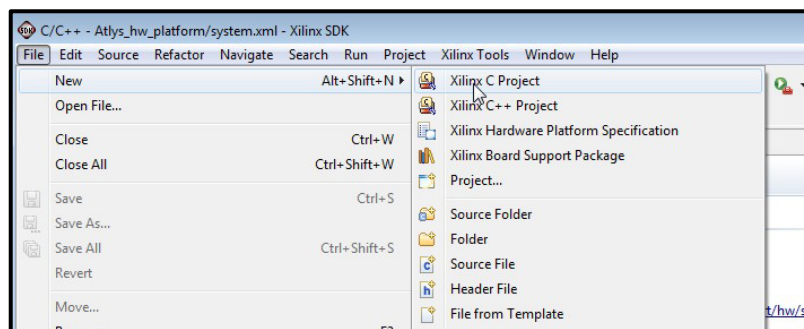 C/C++ - Atlys_hw_platform/system.xml - Xilinx SDK
File Edit Source Refactor Navigate Search Run Project Xilinx Tools Window Help
New Alt+Shift+N
Open File...
Close Ctrl+W
Close All Ctrl+Shift+W
Save Ctrl+S
Save As...
Save All Ctrl+Shift+S
Revert
Move...
Xilinx C Project
Xilinx C++ Project
Xilinx Hardware Platform Specification
Xilinx Board Support Package
Project...
Source Folder
Folder
Source File
Header File
File from Template
t/hw/s